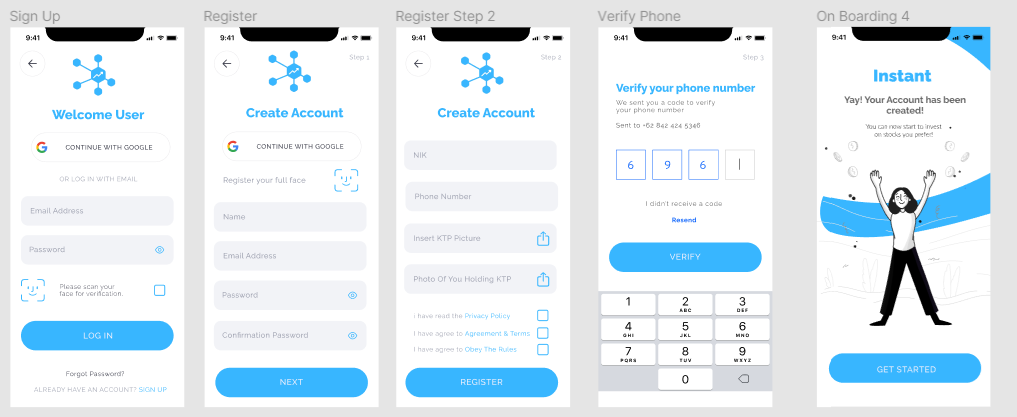 Sign Up
9:41
Welcome User
CONTINUE WITH GOOGLE
OR LOG IN WITH EMAIL
Email Address
Password
Please scan your
face for verification.
LOG IN
Forgot Password?
ALREADY HAVE AN ACCOUNT? SIGN UP
Register
9:41
Step 1
Create Account
CONTINUE WITH GOOGLE
Register your full face
Name
Email Address
Password
Confirmation Password
NEXT
Register Step 2
9:41
Step 2
Create Account
NIK
Phone Number
Insert KTP Picture
Photo Of You Holding KTP
I have read the Privacy Policy
I have agree to Agreement & Terms
I have agree to Obey The Rules
REGISTER
Verify Phone
9:41
Step 3
Verify your phone number
We sent you a code to verify
your phone number
Sent to +62 842 424 5346
6 9 6
I didn't receive a code
Resend
VERIFY
1 2 3
ABC DEF
4 5 6
GHI JKL MNO
7 8 9
PQRS TUV WXYZ
0
On Boarding 4
9:41
Instant
Yay! Your Account has been
created!
You can now start to invest
on stocks you prefer!
GET STARTED